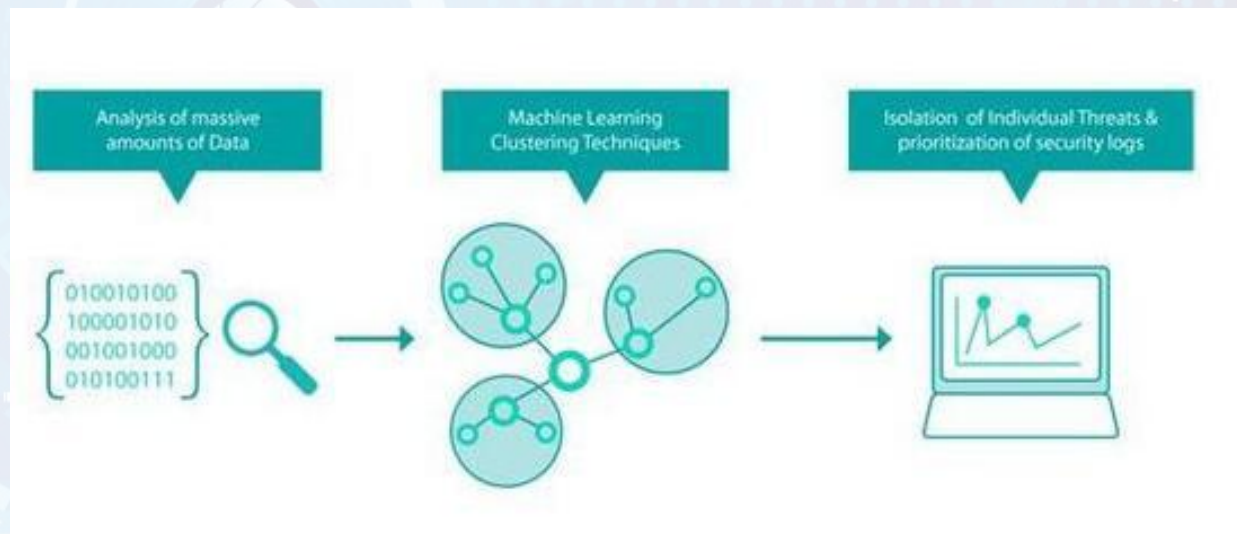 Analysis of massive
amounts of Data
Machine Learning
Clustering Techniques
Isolation of Individual Threats &
prioritization of security logs
010010100
100001010
001001000
010100111